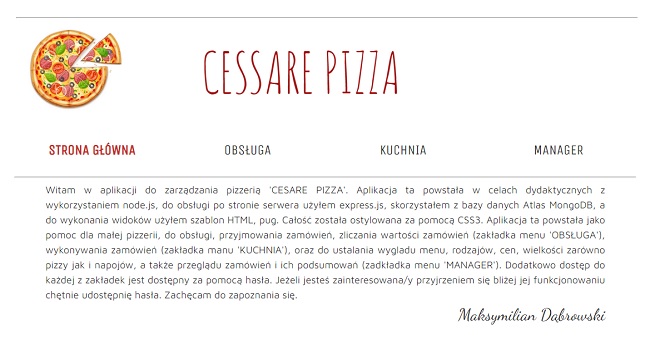 CESSARE PIZZA
STRONA GŁÓWNA OBSŁUGA KUCHNIA MANAGER
Witam w aplikacji do zarządzania pizzerią 'CESARE PIZZA'. Aplikacja ta powstała w celach dydaktycznych z
wykorzystaniem node.js, do obsługi po stronie serwera użyłem express.js, skorzystałem z bazy danych Atlas MongoDB, a
do wykonania widoków użyłem szablon HTML, pug. Całość została ostylowana za pomocą CSS3. Aplikacja ta powstała jako
pomoc dla małej pizzerii, do obsługi, przyjmowania zamówień, zliczania wartości zamówień (zakładka menu 'OBSŁUGA'),
wykonywania zamówień (zakładka manu 'KUCHNIA'), oraz do ustalania wygladu menu, rodzajów, cen, wielkości zarówno
pizzy jak i napojów, a także przeglądu zamówień i ich podsumowań (zadkładka menu 'MANAGER'). Dodatkowo dostęp do
każdej z zakładek jest dostępny za pomocą hasła. Jeżeli jesteś zainteresowana/y przyjrzeniem się bliżej jej funkcjonowaniu
chętnie udostępnię hasła. Zachęcam do zapoznania się.
Maksymilian Dąbrowski